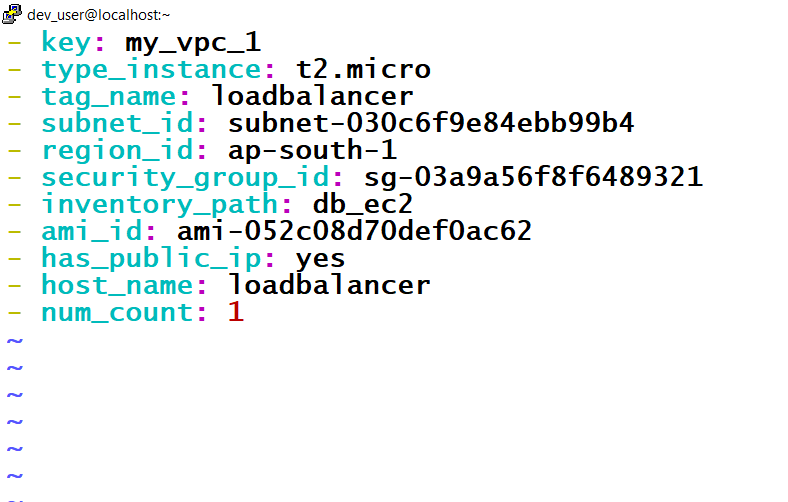 dev_user@localhost:~
- key: my_vpc_1
- type_instance: t2.micro
- tag_name: loadbalancer
- subnet_id: subnet-030c6f9e84ebb99b4
- region_id: ap-south-1
- security_group_id: sg-03a9a56f8f6489321
- inventory_path: db_ec2
- ami_id: ami-052c08d70def0ac62
- has_public_ip: yes
- host_name: loadbalancer
- num_count: 1
~
~
~
~
~
~
~